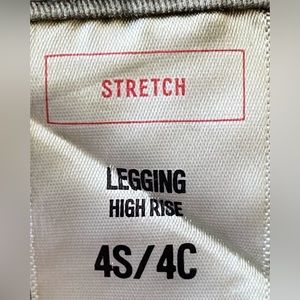 STRETCH
LEGGING
HIGH RISE
4S/4C